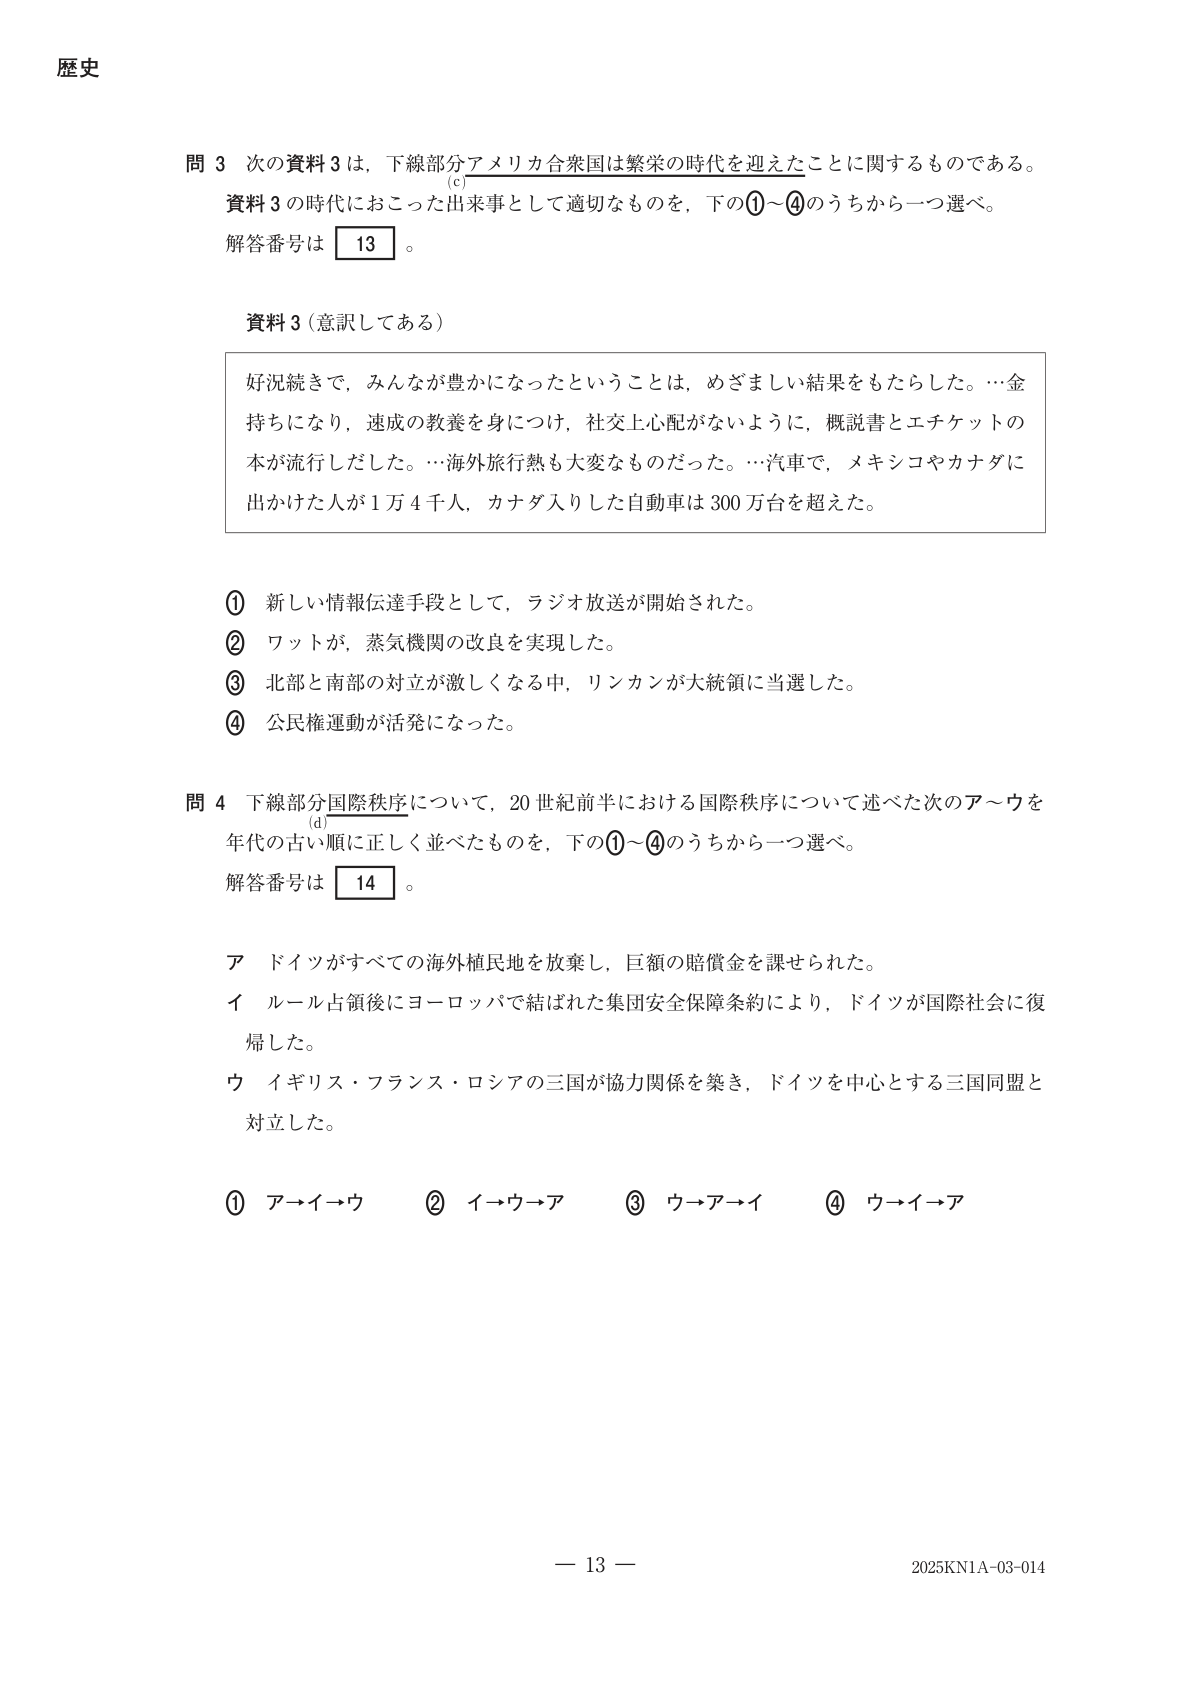 歴史
問 3 次の資料 3 は，下線部分アメリカ合衆国は繁栄の時代を迎えたことに関するものである。
(c)
資料 3 の時代におこった出来事として適切なものを，下の①～④のうちから一つ選べ。
解答番号は 13 。
資料 3（意訳してある）
好況続きで，みんなが豊かになったということは，めざましい結果をもたらした。…金
持ちになり，速成の教養を身につけ，社交上心配がないように，概説書とエチケットの
本が流行しだした。…海外旅行熱も大変なものだった。…汽車で，メキシコやカナダに
出かけた人が 1 万 4 千人，カナダ入りした自動車は 300 万台を超えた。
① 新しい情報伝達手段として，ラジオ放送が開始された。
② ワットが，蒸気機関の改良を実現した。
③ 北部と南部の対立が激しくなる中，リンカンが大統領に当選した。
④ 公民権運動が活発になった。
問 4 下線部分国際秩序について，20 世紀前半における国際秩序について述べた次のア～ウを
(d)
年代の古い順に正しく並べたものを，下の①～④のうちから一つ選べ。
解答番号は 14 。
ア ドイツがすべての海外植民地を放棄し，巨額の賠償金を課せられた。
イ ルール占領後にヨーロッパで結ばれた集団安全保障条約により，ドイツが国際社会に復
帰した。
ウ イギリス・フランス・ロシアの三国が協力関係を築き，ドイツを中心とする三国同盟と
対立した。
① ア→イ→ウ ② イ→ウ→ア ③ ウ→ア→イ ④ ウ→イ→ア
― 13 ―
2025KN1A-03-014